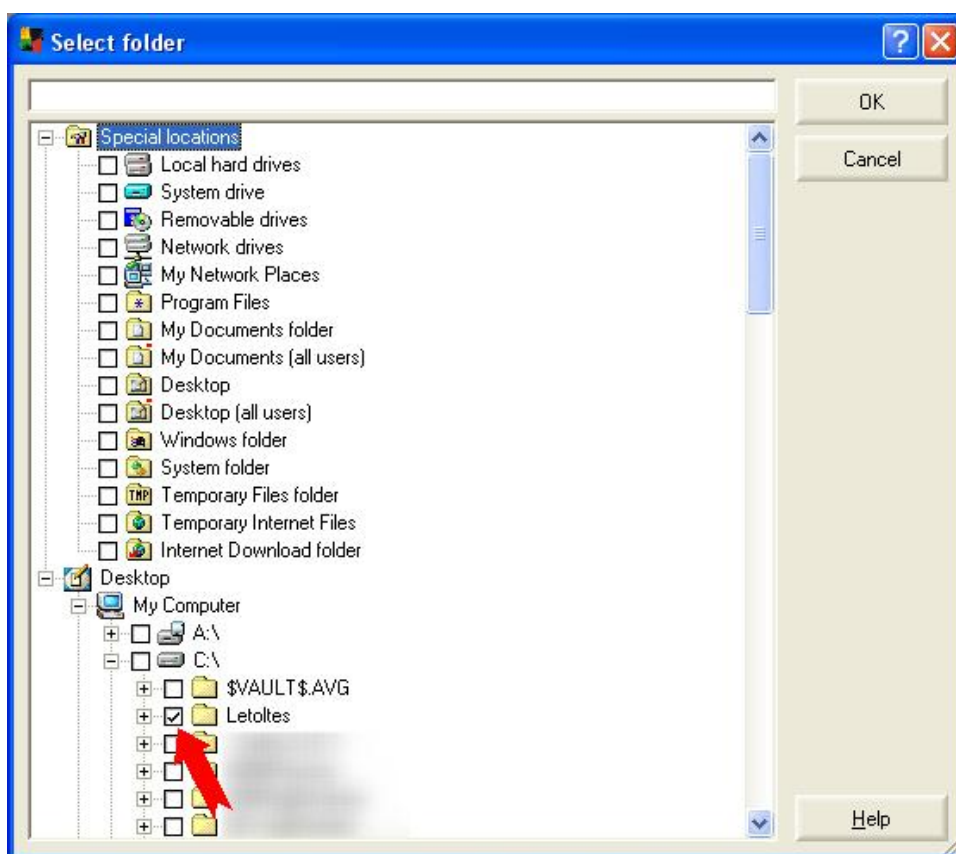 Select folder
OK
Special locations
Local hard drives
Cancel
System drive
Removable drives
Network drives
My Network Places
Program Files
My Documents folder
My Documents (all users)
Desktop
Desktop (all users)
Windows folder
System folder
TMP Temporary Files folder
Temporary Internet Files
Internet Download folder
Desktop
My Computer
A:\
C:\
$VAULT$.AVG
Letoltes
Help